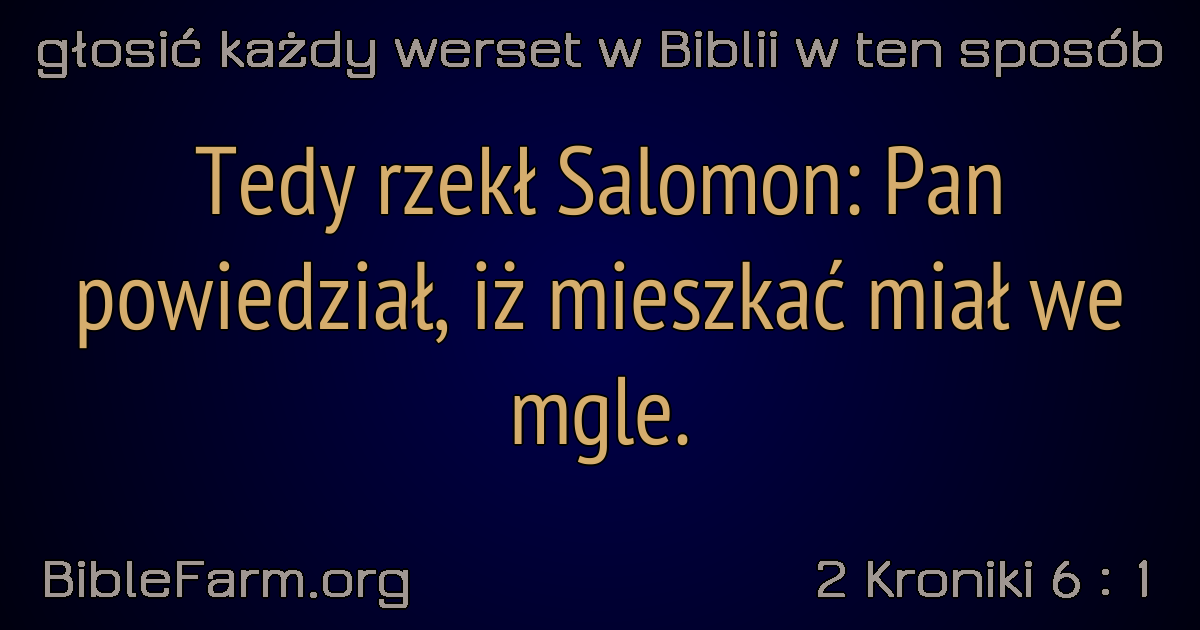 głosić każdy werset w Biblii w ten sposób
Tedy rzekł Salomon: Pan
powiedział, iż mieszkać miał we
mgle.
BibleFarm.org
2 Kroniki 6 : 1